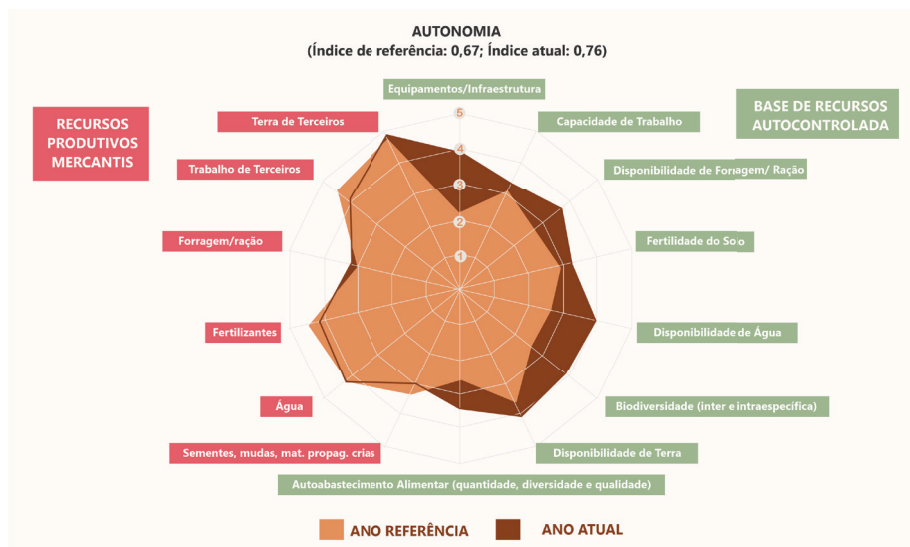 AUTONOMIA
(Índice de referência: 0,67; Índice atual: 0,76)
RECURSOS
PRODUTIVOS
MERCANTIS
BASE DE RECURSOS
AUTOCONTROLADA
Equipamentos/Infraestrutura
Terra de Terceiros
Capacidade de Trabalho
Trabalho de Terceiros
Disponibilidade de Forragem/ Ração
Forragem/ração
Fertilidade do Solo
Fertilizantes
Disponibilidade de Água
Água
Biodiversidade (inter e intraespecífica)
Sementes, mudas, mat. propag. crias
Disponibilidade de Terra
Autoabastecimento Alimentar (quantidade, diversidade e qualidade)
5
4
3
2
1
ANO REFERÊNCIA
ANO ATUAL